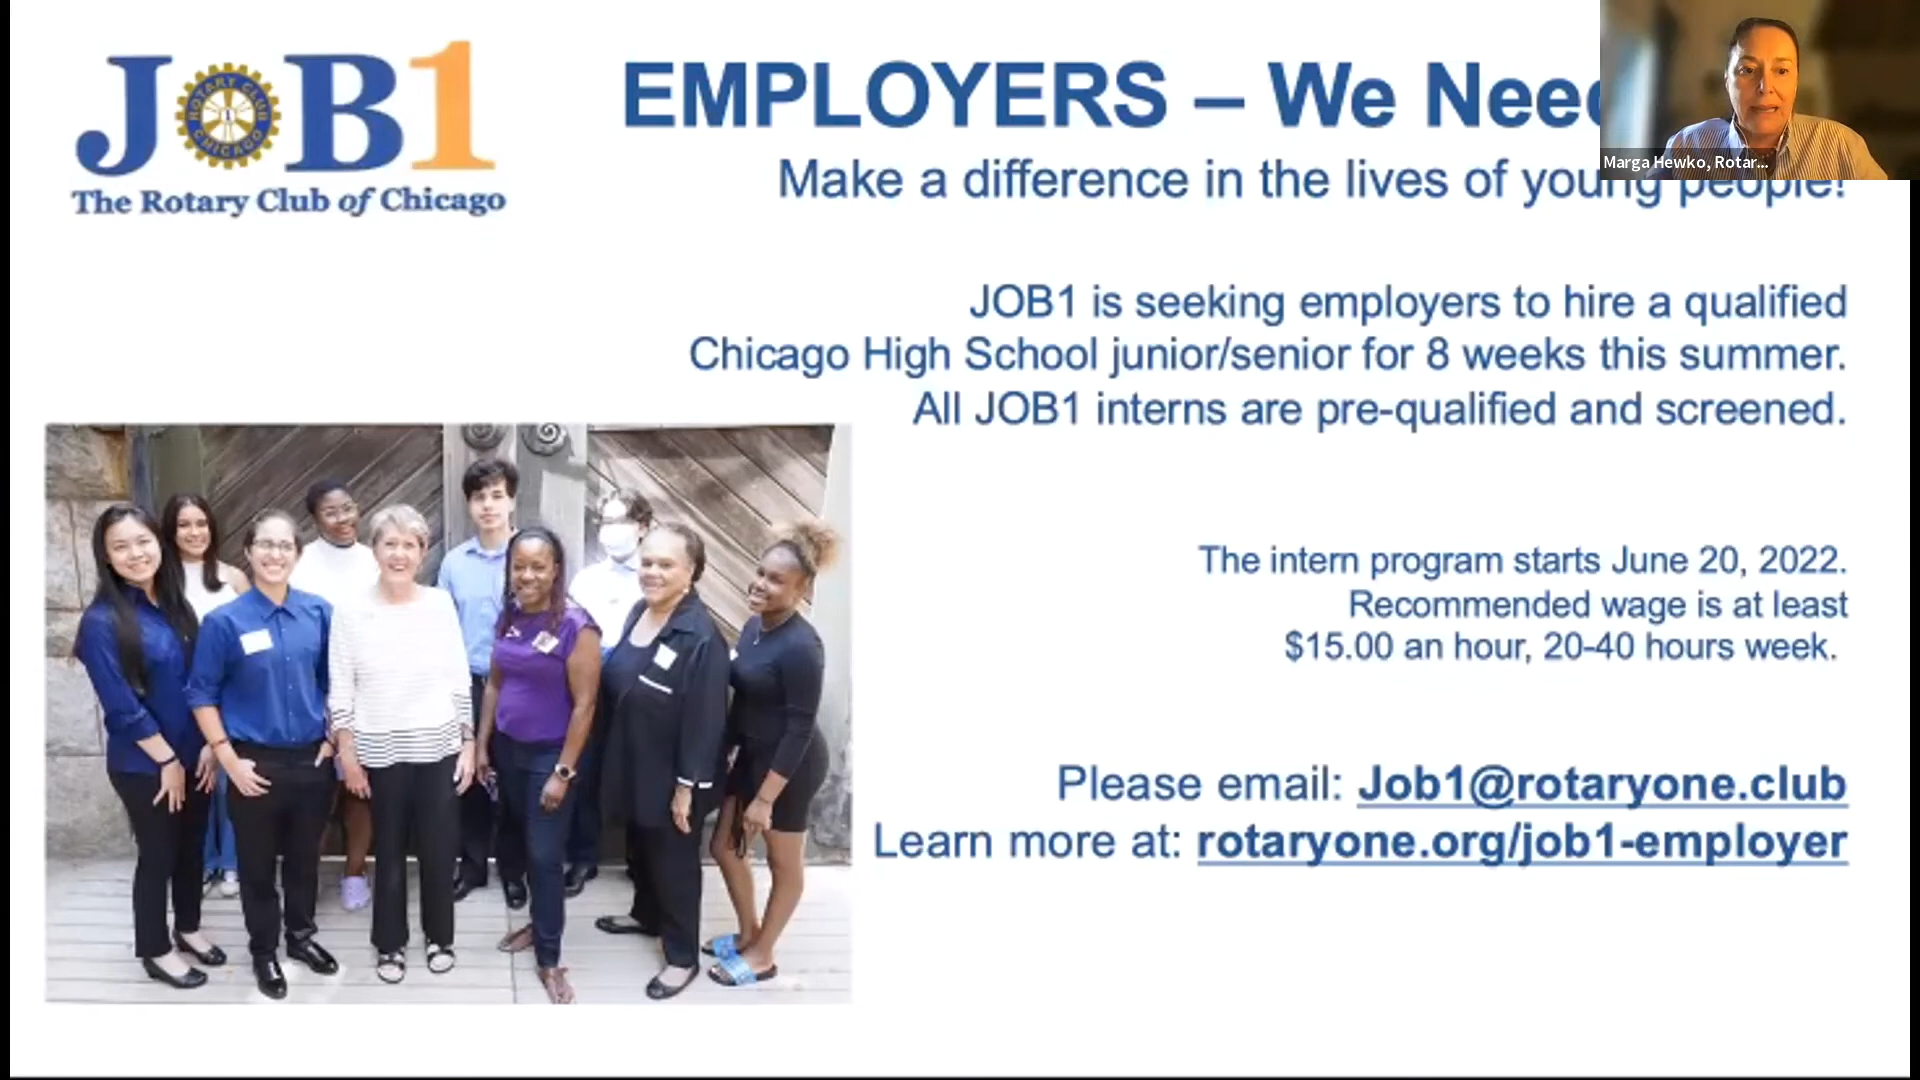 JOB1
ROTARY CLUB
CHICAGO
The Rotary Club of Chicago
EMPLOYERS – We Need
Make a difference in the lives of young people!
Marga Hewko, Rotar...
JOB1 is seeking employers to hire a qualified
Chicago High School junior/senior for 8 weeks this summer.
All JOB1 interns are pre-qualified and screened.
The intern program starts June 20, 2022.
Recommended wage is at least
$15.00 an hour, 20-40 hours week.
Please email: Job1@rotaryone.club
Learn more at: rotaryone.org/job1-employer